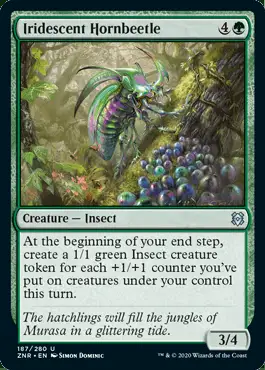 Iridescent Hornbeetle 4
Creature — Insect
At the beginning of your end step,
create a 1/1 green Insect creature
token for each +1/+1 counter you've
put on creatures under your control
this turn.
The hatchlings will fill the jungles of
Murasa in a glittering tide.
3/4
187/280 U
ZNR • EN SIMON DOMINIC
™ & © 2020 Wizards of the Coast